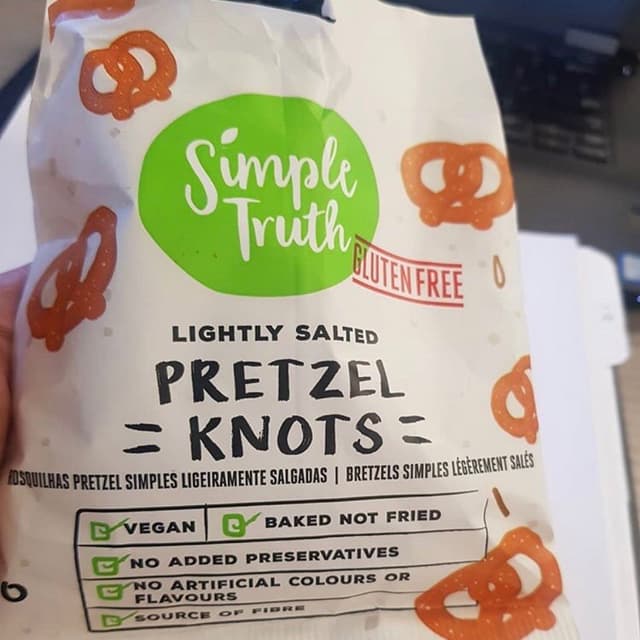 Simple
Truth
GLUTEN FREE
LIGHTLY SALTED
PRETZEL
= KNOTS =
PRETZEL SIMPLES LIGEIRAMENTE SALGADAS | BRETZELS SIMPLES LÉGÈREMENT SALÉS
VEGAN
BAKED NOT FRIED
NO ADDED PRESERVATIVES
NO ARTIFICIAL COLOURS OR
FLAVOURS
SOURCE OF FIBRE